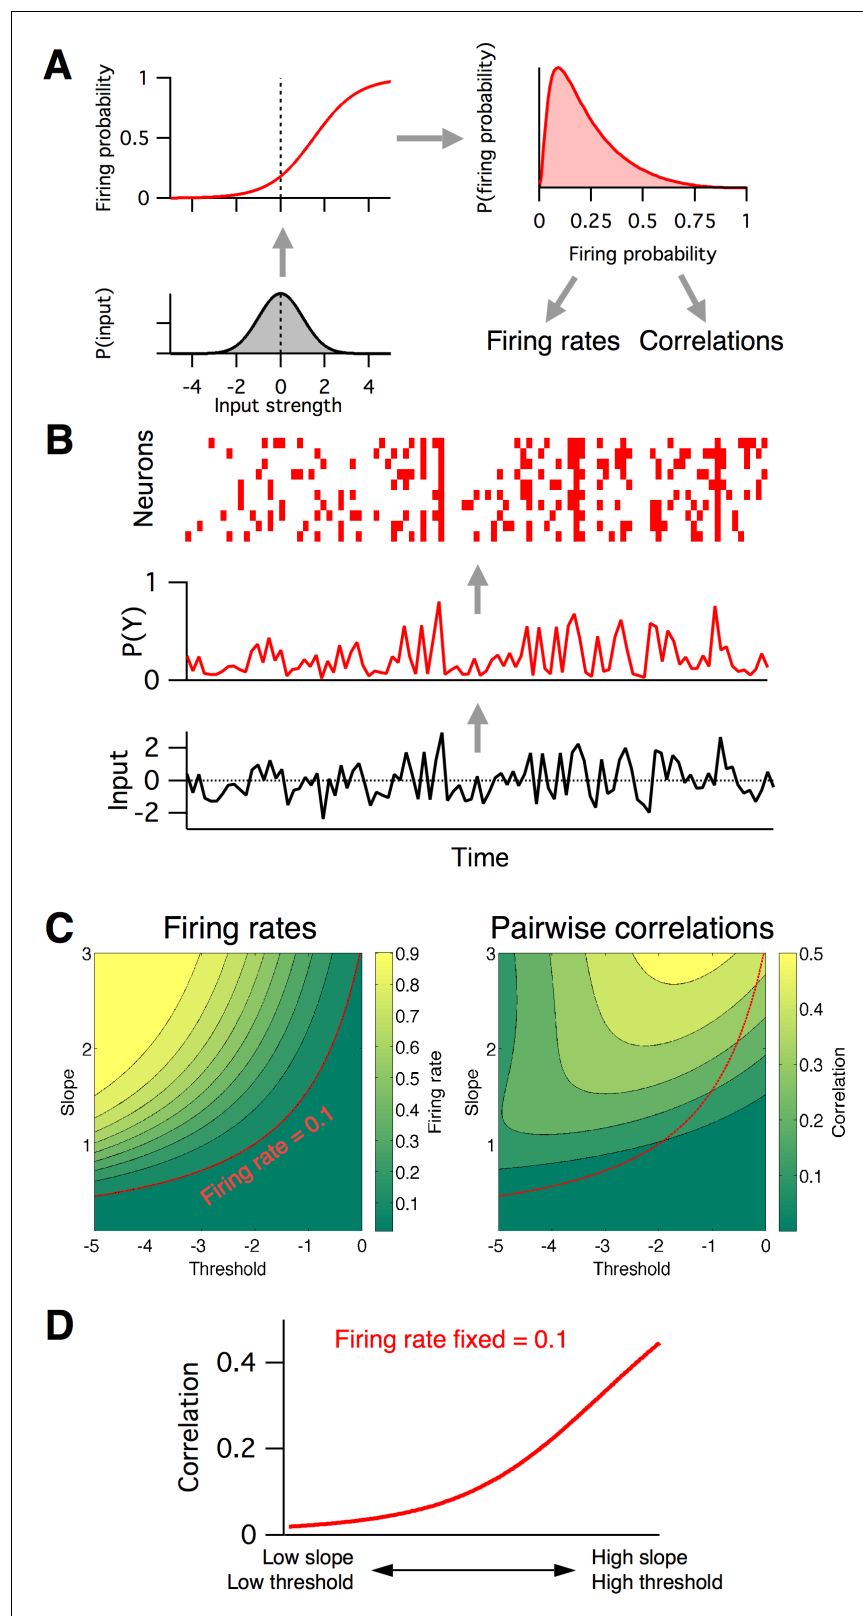 A
Firing probability
1
0.5
0
P(input)
-4 -2 0 2 4
Input strength
P(firing probability)
0 0.25 0.5 0.75 1
Firing probability
Firing rates Correlations
B
Neurons
P(Y)
1
0
Input
2
0
-2
Time
C
Firing rates
Slope
3
2
1
Firing rate = 0.1
-5 -4 -3 -2 -1 0
Threshold
0.9
0.8
0.7
0.6
0.5
0.4
0.3
0.2
0.1
Firing rate
Pairwise correlations
Slope
3
2
1
-5 -4 -3 -2 -1 0
Threshold
0.5
0.4
0.3
0.2
0.1
Correlation
D
Firing rate fixed = 0.1
Correlation
0.4
0.2
0
Low slope
Low threshold
High slope
High threshold